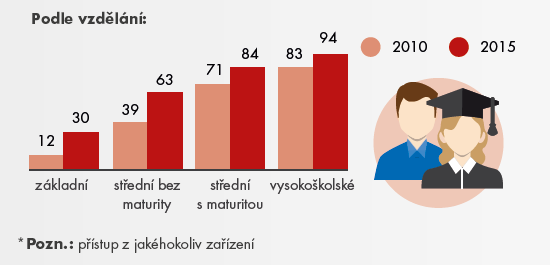 Podle vzdělání:
2010
2015
12
30
39
63
71
84
83
94
základní
střední bez
maturity
střední
s maturitou
vysokoškolské
*Pozn.: přístup z jakéhokoliv zařízení